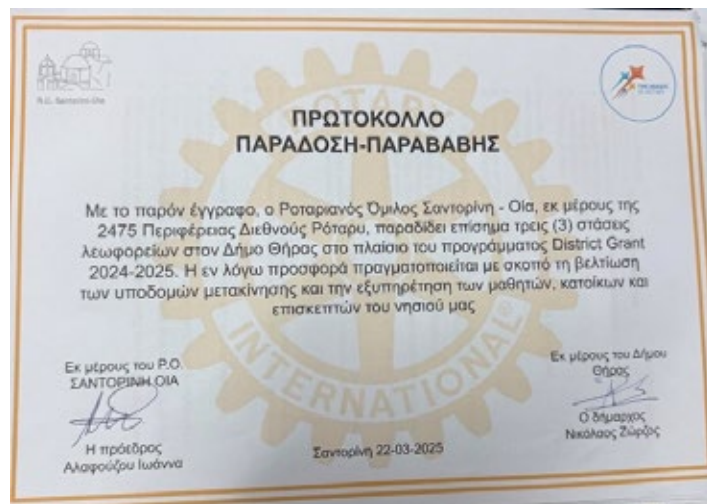 R.C. Santorini-Oia
ΠΡΩΤΟΚΟΛΛΟ
ΠΑΡΑΔΟΣΗ-ΠΑΡΑΒΑΒΗΣ
Με το παρόν έγγραφο, ο Ροταριανός Όμιλος Σαντορίνη - Οία, εκ μέρους της
2475 Περιφέρειας Διεθνούς Ρόταρυ, παραδίδει επίσημα τρεις (3) στάσεις
λεωφορείων στον Δήμο Θήρας στο πλαίσιο του προγράμματος District Grant
2024-2025. Η εν λόγω προσφορά πραγματοποιείται με σκοπό τη βελτίωση
των υποδομών μετακίνησης και την εξυπηρέτηση των μαθητών, κατοίκων και
επισκεπτών του νησιού μας
ROTARY
INTERNATIONAL®
Εκ μέρους του Ρ.Ο.
ΣΑΝΤΟΡΙΝΗ ΟΙΑ
Η πρόεδρος
Αλαφούζου Ιωάννα
Σαντορίνη 22-03-2025
Εκ μέρους του Δήμου
Θήρας
Ο δήμαρχος
Νικόλαος Ζώρζος